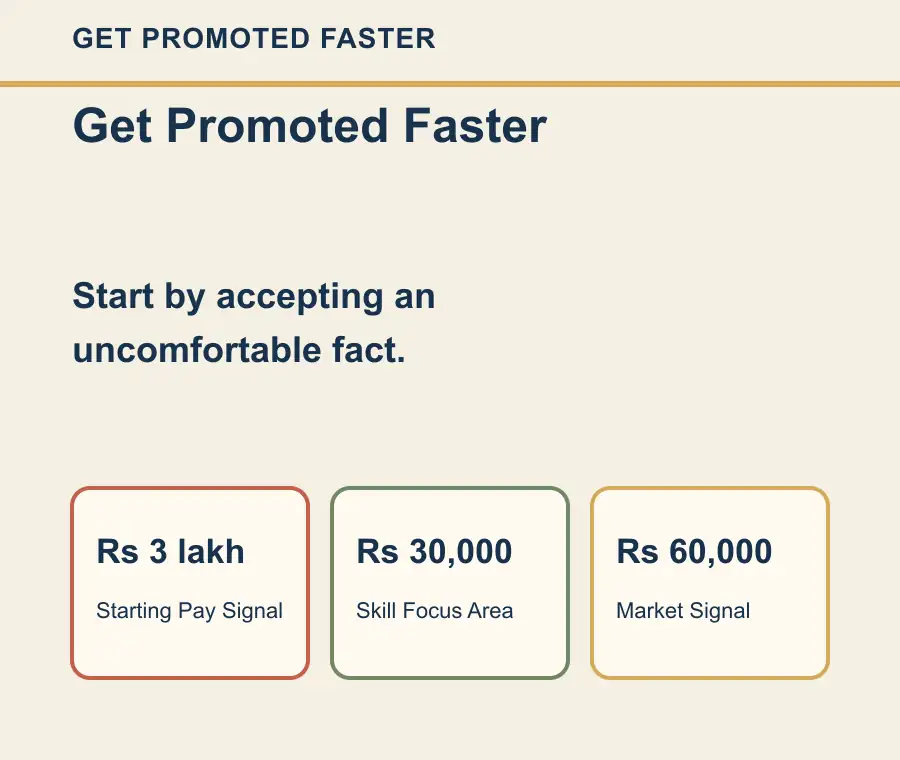 GET PROMOTED FASTER
Get Promoted Faster
Start by accepting an
uncomfortable fact.
Rs 3 lakh
Starting Pay Signal
Rs 30,000
Skill Focus Area
Rs 60,000
Market Signal